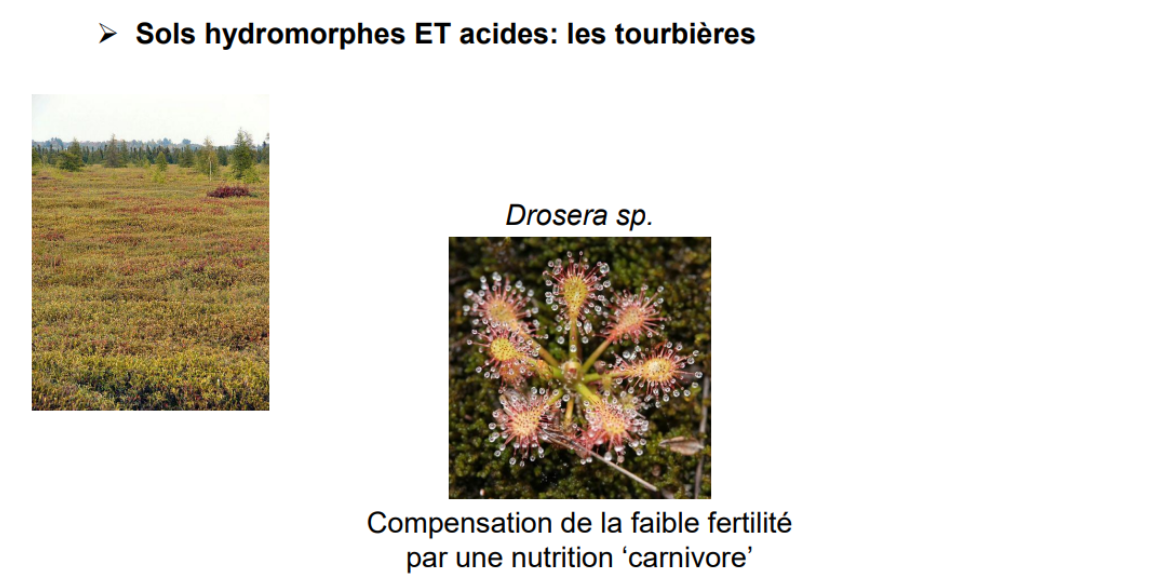 ➢ Sols hydromorphes ET acides: les tourbières
Drosera sp.
Compensation de la faible fertilité
par une nutrition ‘carnivore’